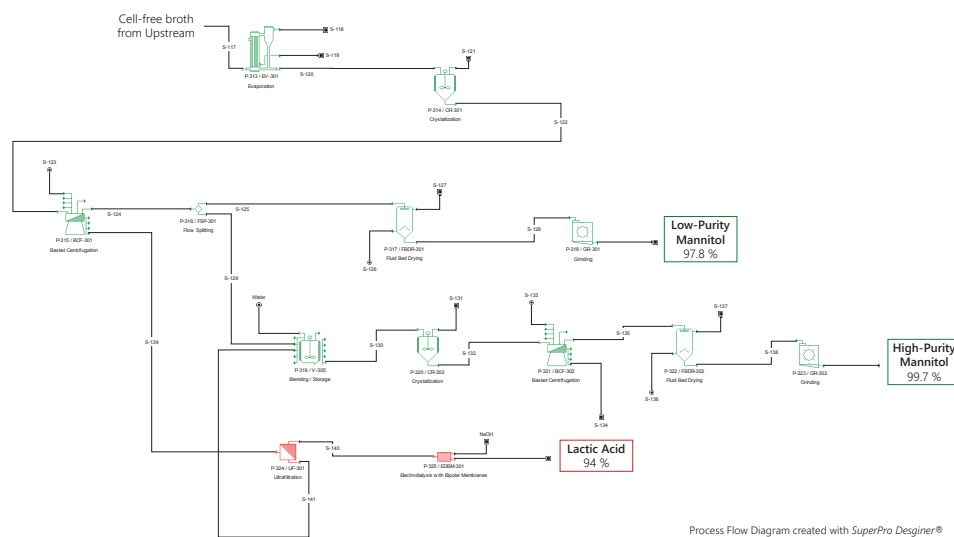 Cell-free broth
from Upstream
S-117
S-118
S-119
S-120
P-313 / EV-301
Evaporation
S-121
P-314 / CR-301
Crystallization
S-122
S-123
S-124
P-315 / BCF-301
Basket Centrifugation
P-316 / FSP-301
Flow Splitting
S-125
S-127
P-317 / FBDR-301
Fluid Bed Drying
S-126
S-128
P-318 / GR-301
Grinding
Low-Purity
Mannitol
97.8 %
S-129
S-139
Water
P-319 / V-305
Blending / Storage
S-130
S-131
P-320 / CR-302
Crystallization
S-132
S-133
P-321 / BCF-302
Basket Centrifugation
S-134
S-135
S-137
P-322 / FBDR-302
Fluid Bed Drying
S-136
S-138
P-323 / GR-302
Grinding
High-Purity
Mannitol
99.7 %
P-324 / UF-301
Ultrafiltration
S-140
S-141
NaOH
P-325 / EDBM-301
Electrodialysis with Bipolar Membranes
Lactic Acid
94 %
Process Flow Diagram created with SuperPro Desginer®